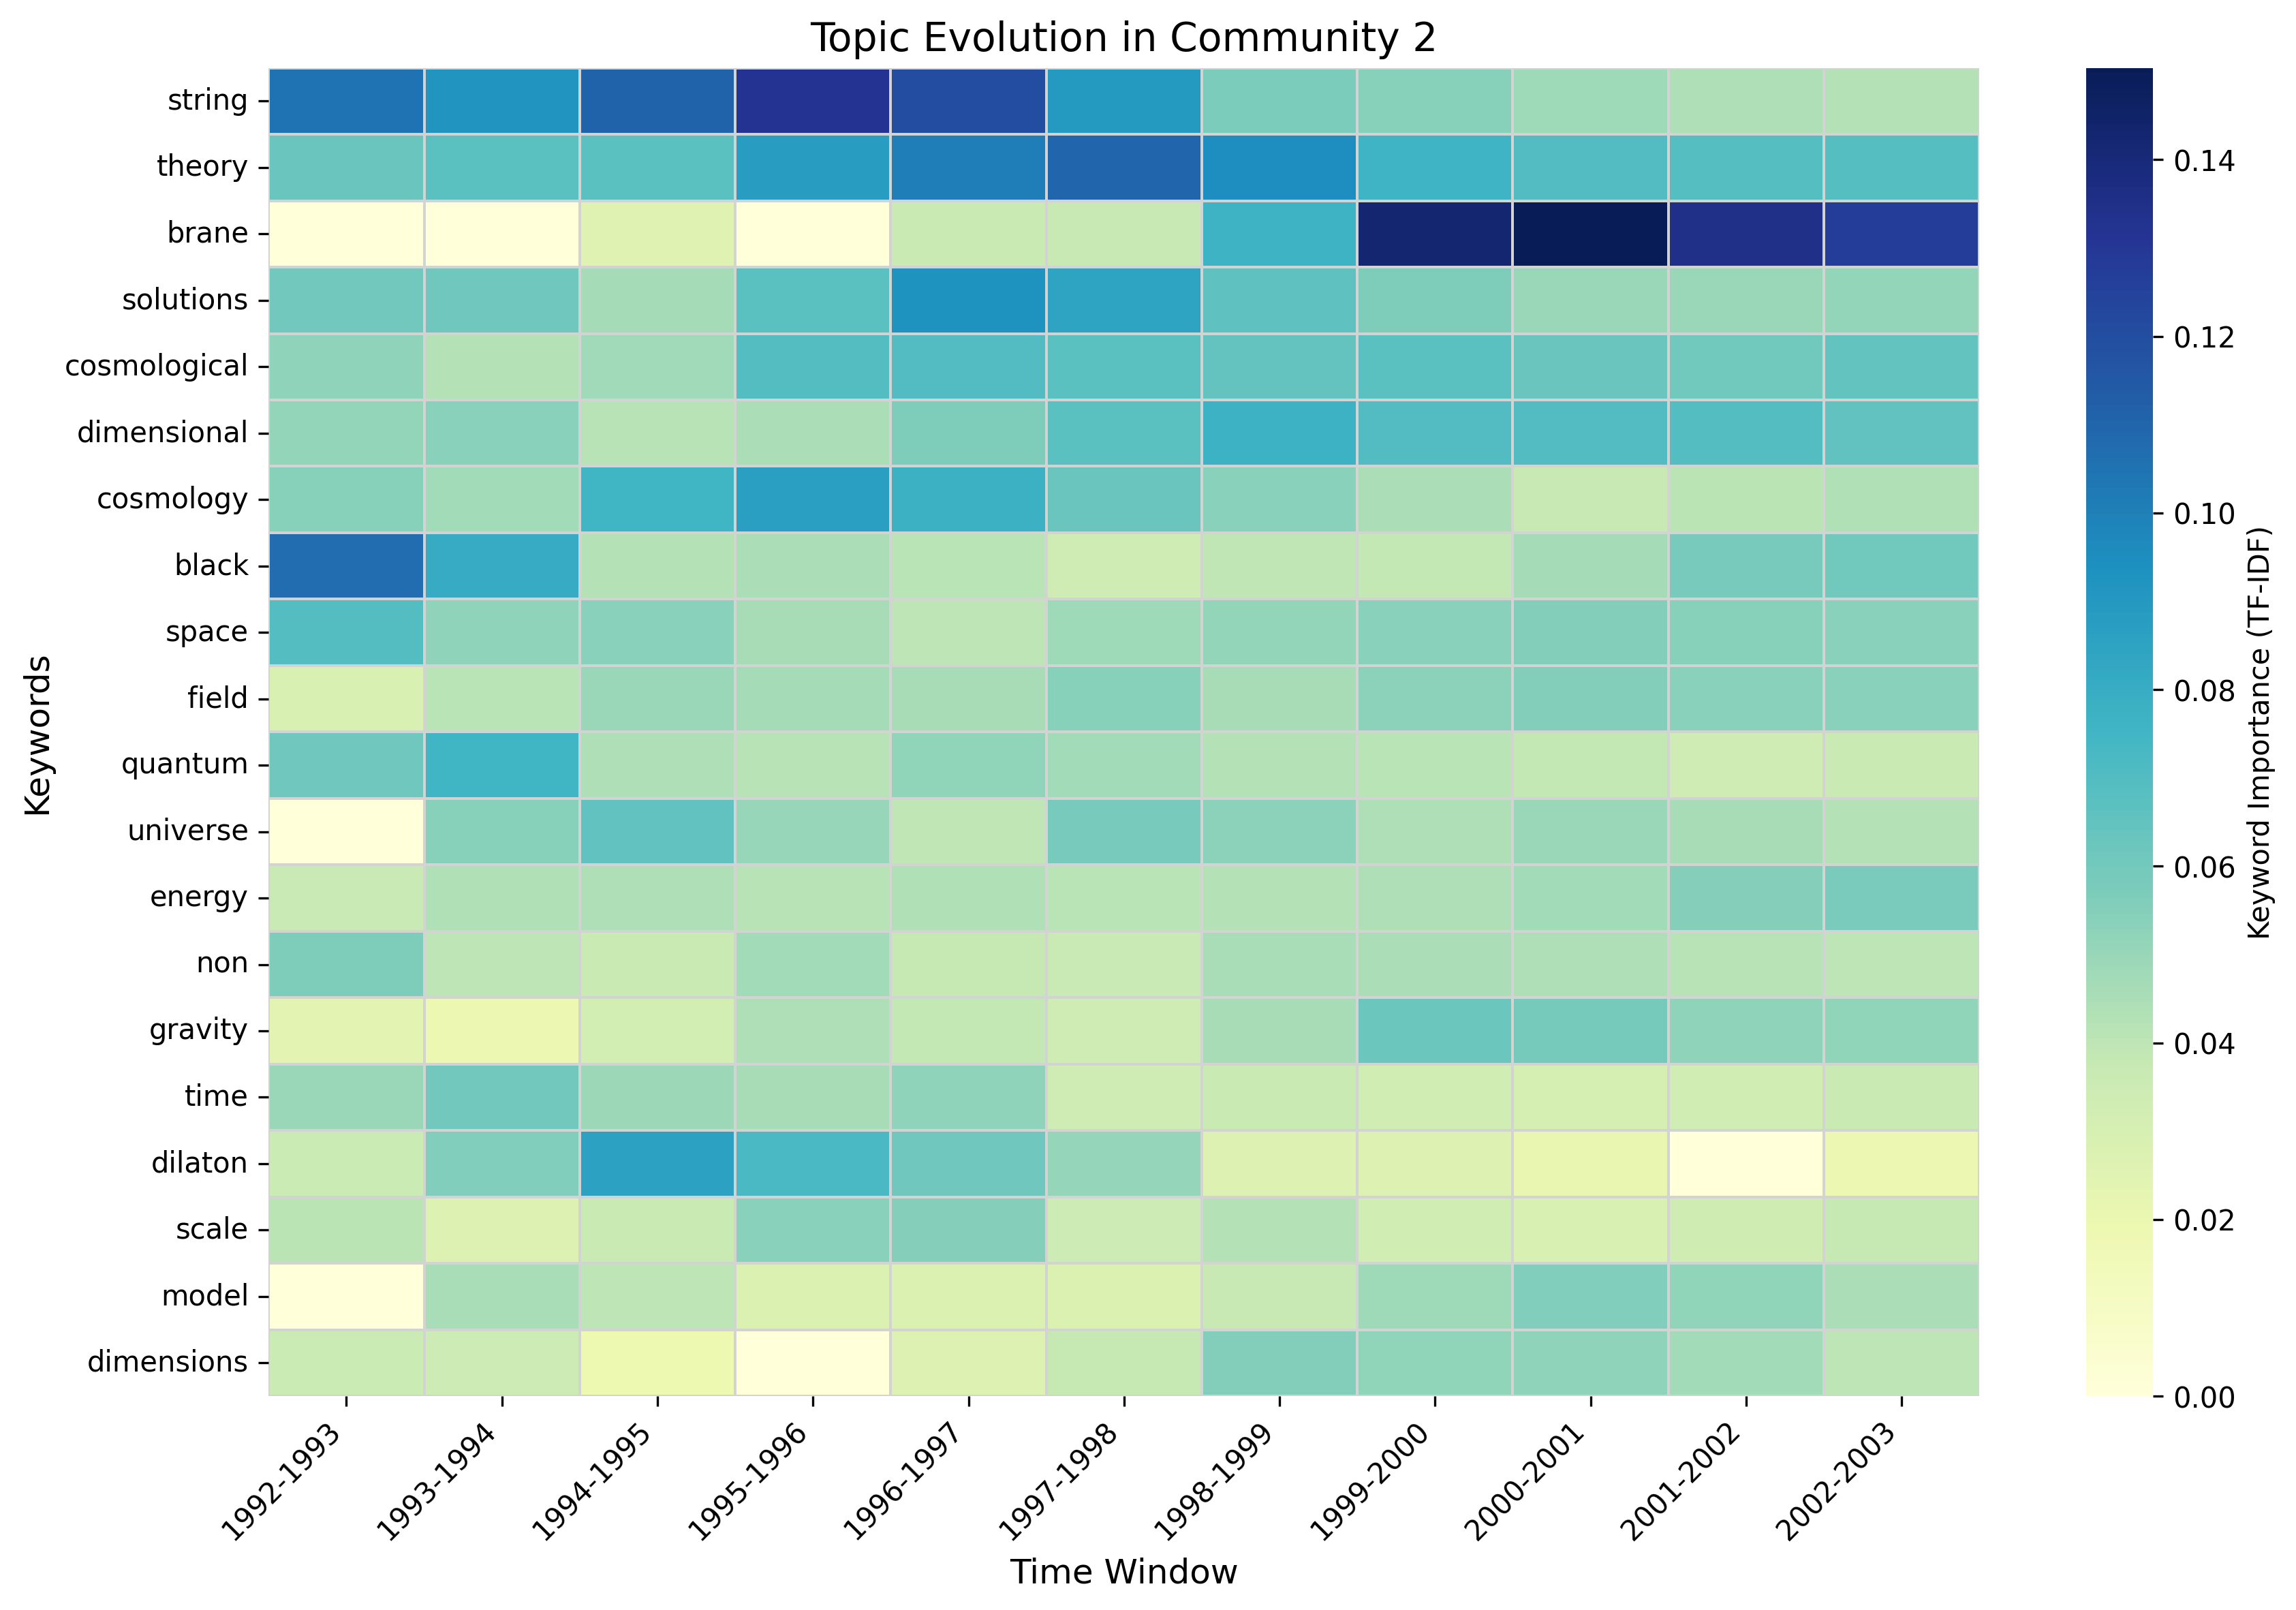 Topic Evolution in Community 2
Keywords
string
theory
brane
solutions
cosmological
dimensional
cosmology
black
space
field
quantum
universe
energy
non
gravity
time
dilaton
scale
model
dimensions
1992-1993
1993-1994
1994-1995
1995-1996
1996-1997
1997-1998
1998-1999
1999-2000
2000-2001
2001-2002
2002-2003
Time Window
0.14
0.12
0.10
0.08
0.06
0.04
0.02
0.00
Keyword Importance (TF-IDF)